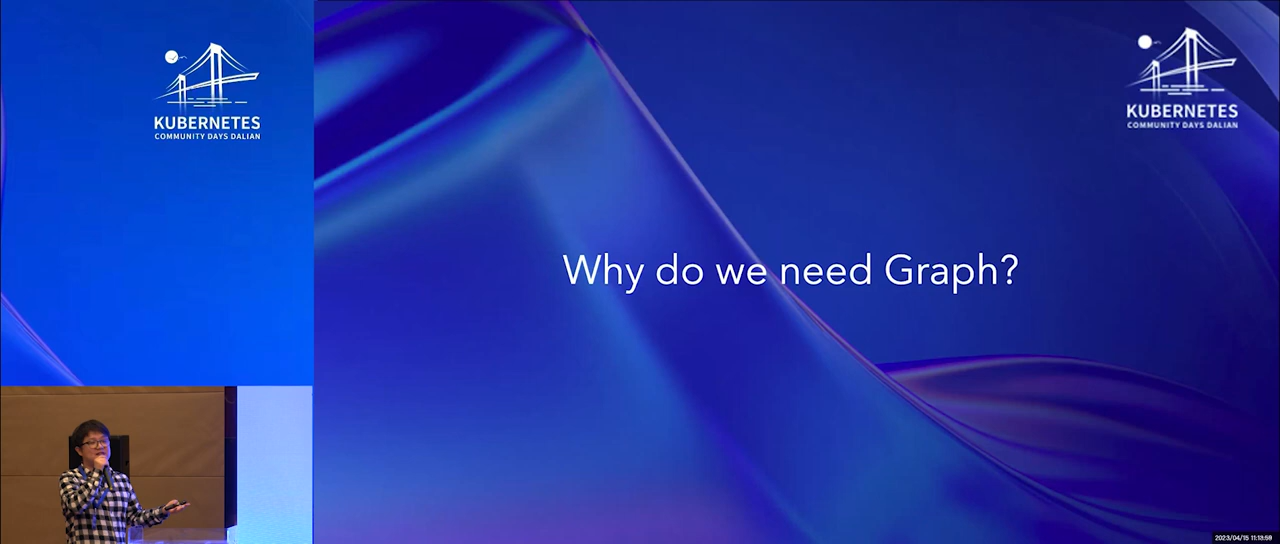 KUBERNETES
COMMUNITY DAYS DALIAN
KUBERNETES
COMMUNITY DAYS DALIAN
Why do we need Graph?
2023/04/15 11:13:59